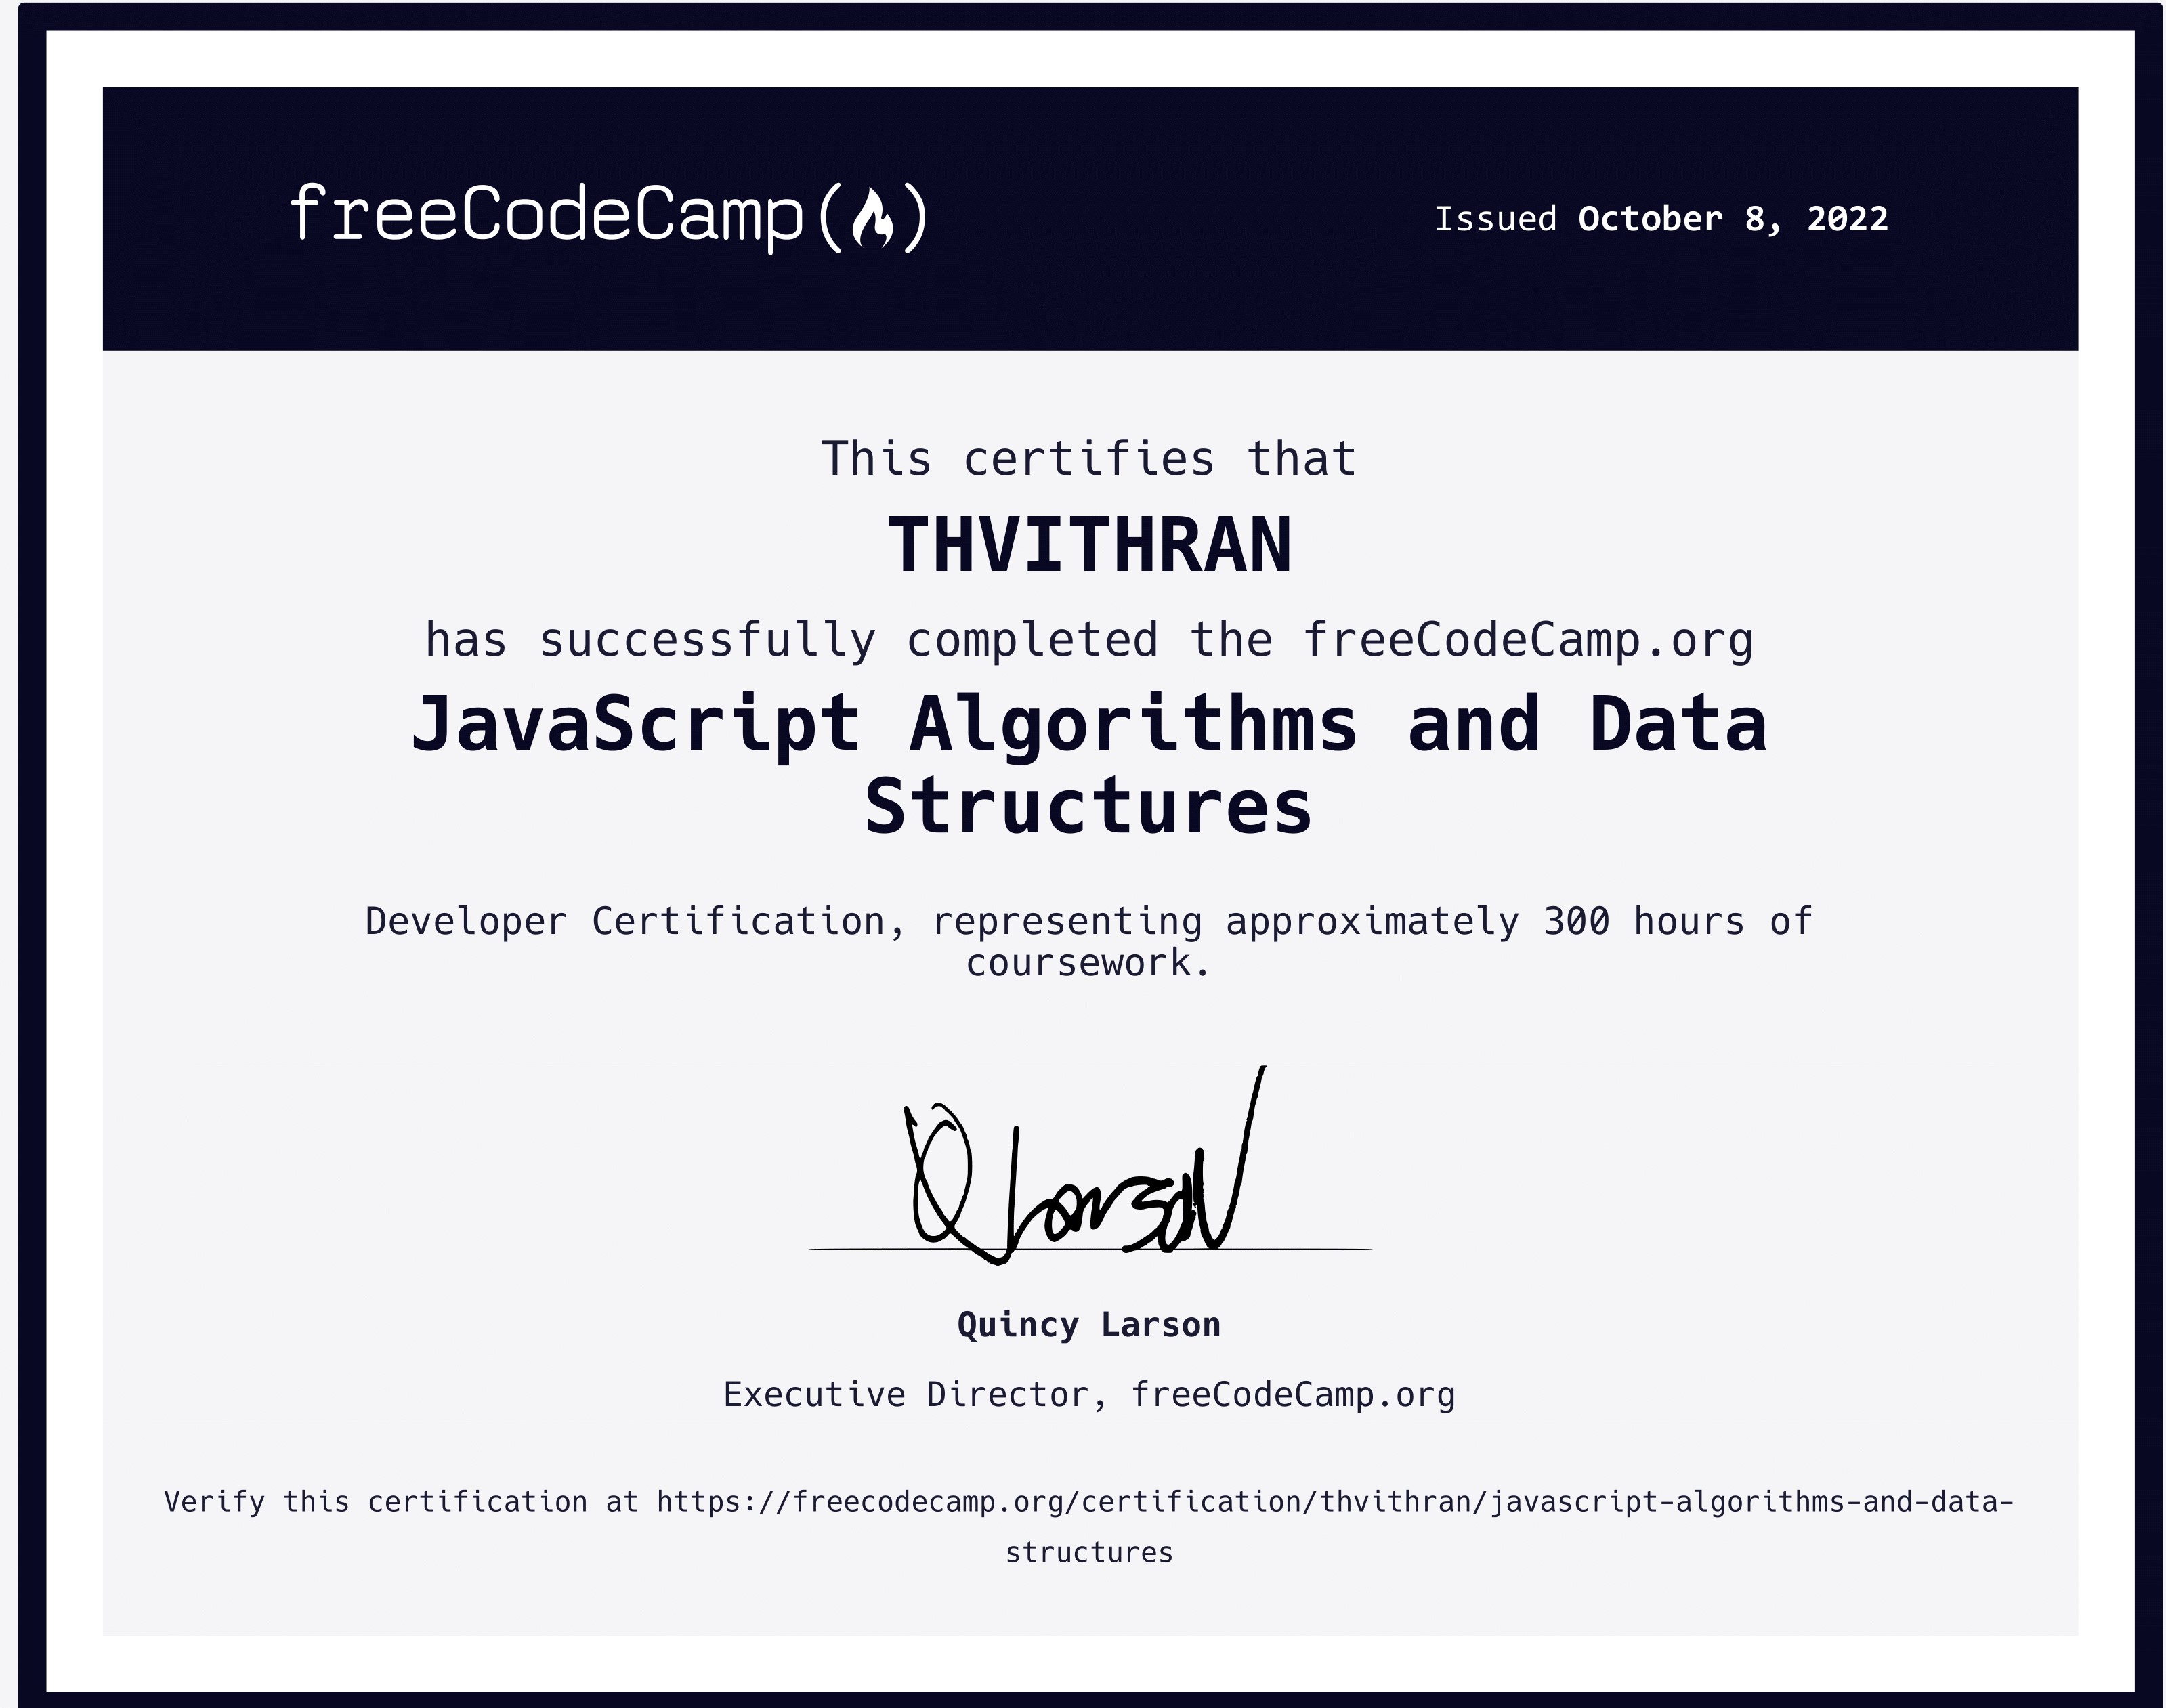 freeCodeCamp
Issued October 8, 2022
This certifies that
THVITHRAN
has successfully completed the freeCodeCamp.org
JavaScript Algorithms and Data
Structures
Developer Certification, representing approximately 300 hours of
coursework.
Q Larson
Quincy Larson
Executive Director, freeCodeCamp.org
Verify this certification at https://freecodecamp.org/certification/thvithran/javascript-algorithms-and-data-
structures